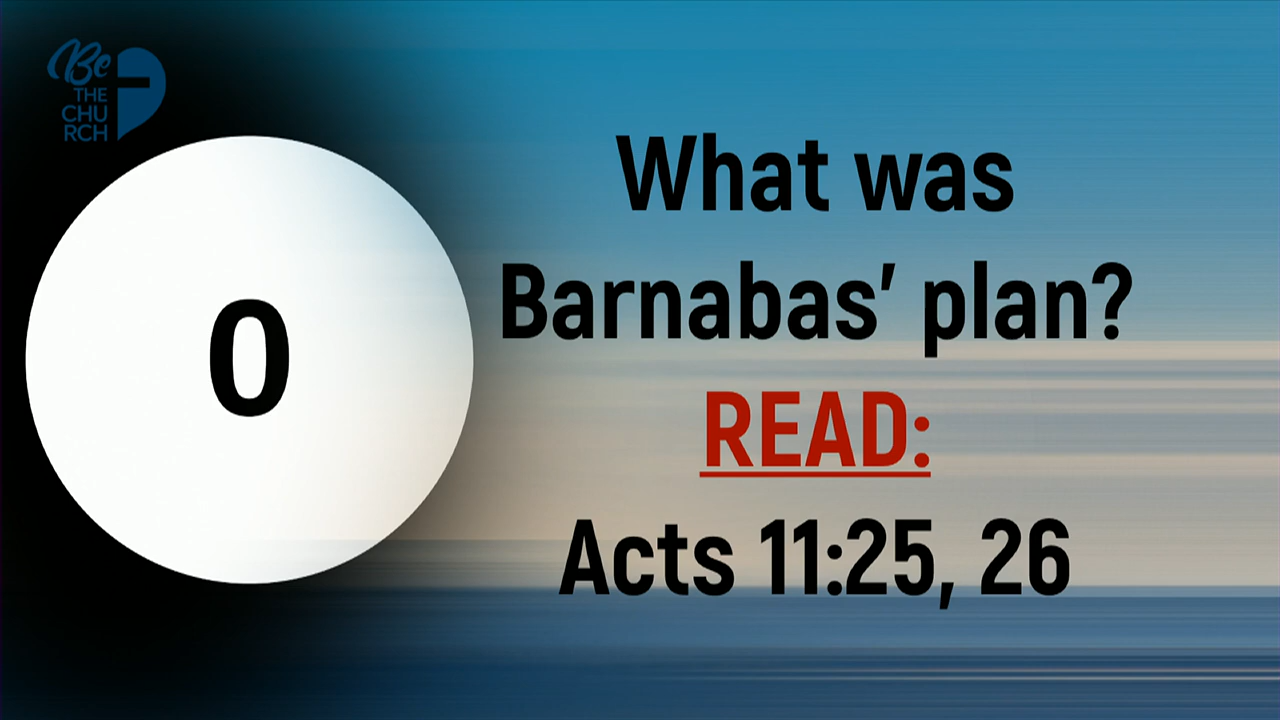 Be
THE
CHU
RCH
0
What was
Barnabas’ plan?
READ:
Acts 11:25, 26